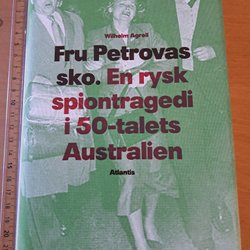 Wilhelm Agrell
Fru Petrovas
sko. En rysk
spiontragedi
i 50-talets
Australien
Atlantis